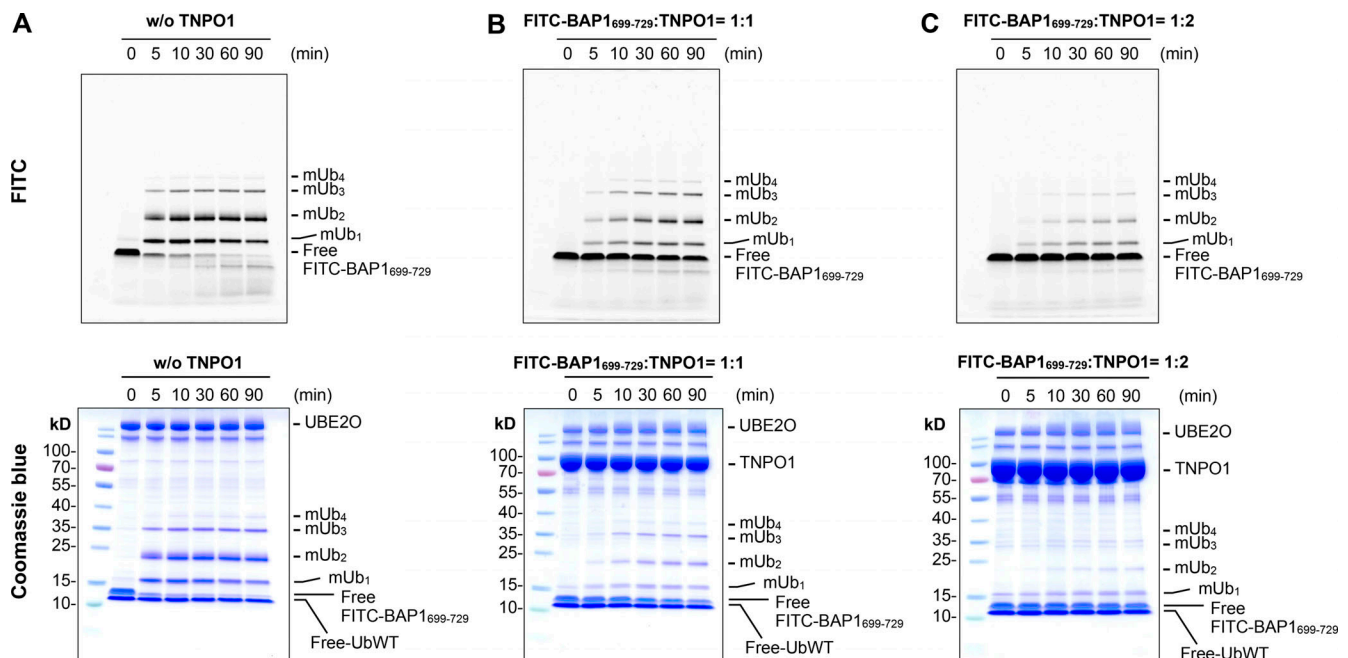 A
w/o TNPO1
0 5 10 30 60 90 (min)
FITC
mUb4
mUb3
mUb2
mUb1
Free
FITC-BAP1699-729
B
FITC-BAP1699-729:TNPO1= 1:1
0 5 10 30 60 90 (min)
mUb4
mUb3
mUb2
mUb1
Free
FITC-BAP1699-729
C
FITC-BAP1699-729:TNPO1= 1:2
0 5 10 30 60 90 (min)
mUb4
mUb3
mUb2
mUb1
Free
FITC-BAP1699-729
w/o TNPO1
0 5 10 30 60 90 (min)
Coomassie blue
kD
100-
70-
55-
40-
35-
25-
15-
10-
UBE2O
mUb4
mUb3
mUb2
mUb1
Free
FITC-BAP1699-729
Free-UbWT
FITC-BAP1699-729:TNPO1= 1:1
0 5 10 30 60 90 (min)
kD
100-
70-
55-
40-
35-
25-
15-
10-
UBE2O
TNPO1
mUb4
mUb3
mUb2
mUb1
Free
FITC-BAP1699-729
Free-UbWT
FITC-BAP1699-729:TNPO1= 1:2
0 5 10 30 60 90 (min)
kD
100-
70-
55-
40-
35-
25-
15-
10-
UBE2O
TNPO1
mUb4
mUb3
mUb2
mUb1
Free
FITC-BAP1699-729
Free-UbWT